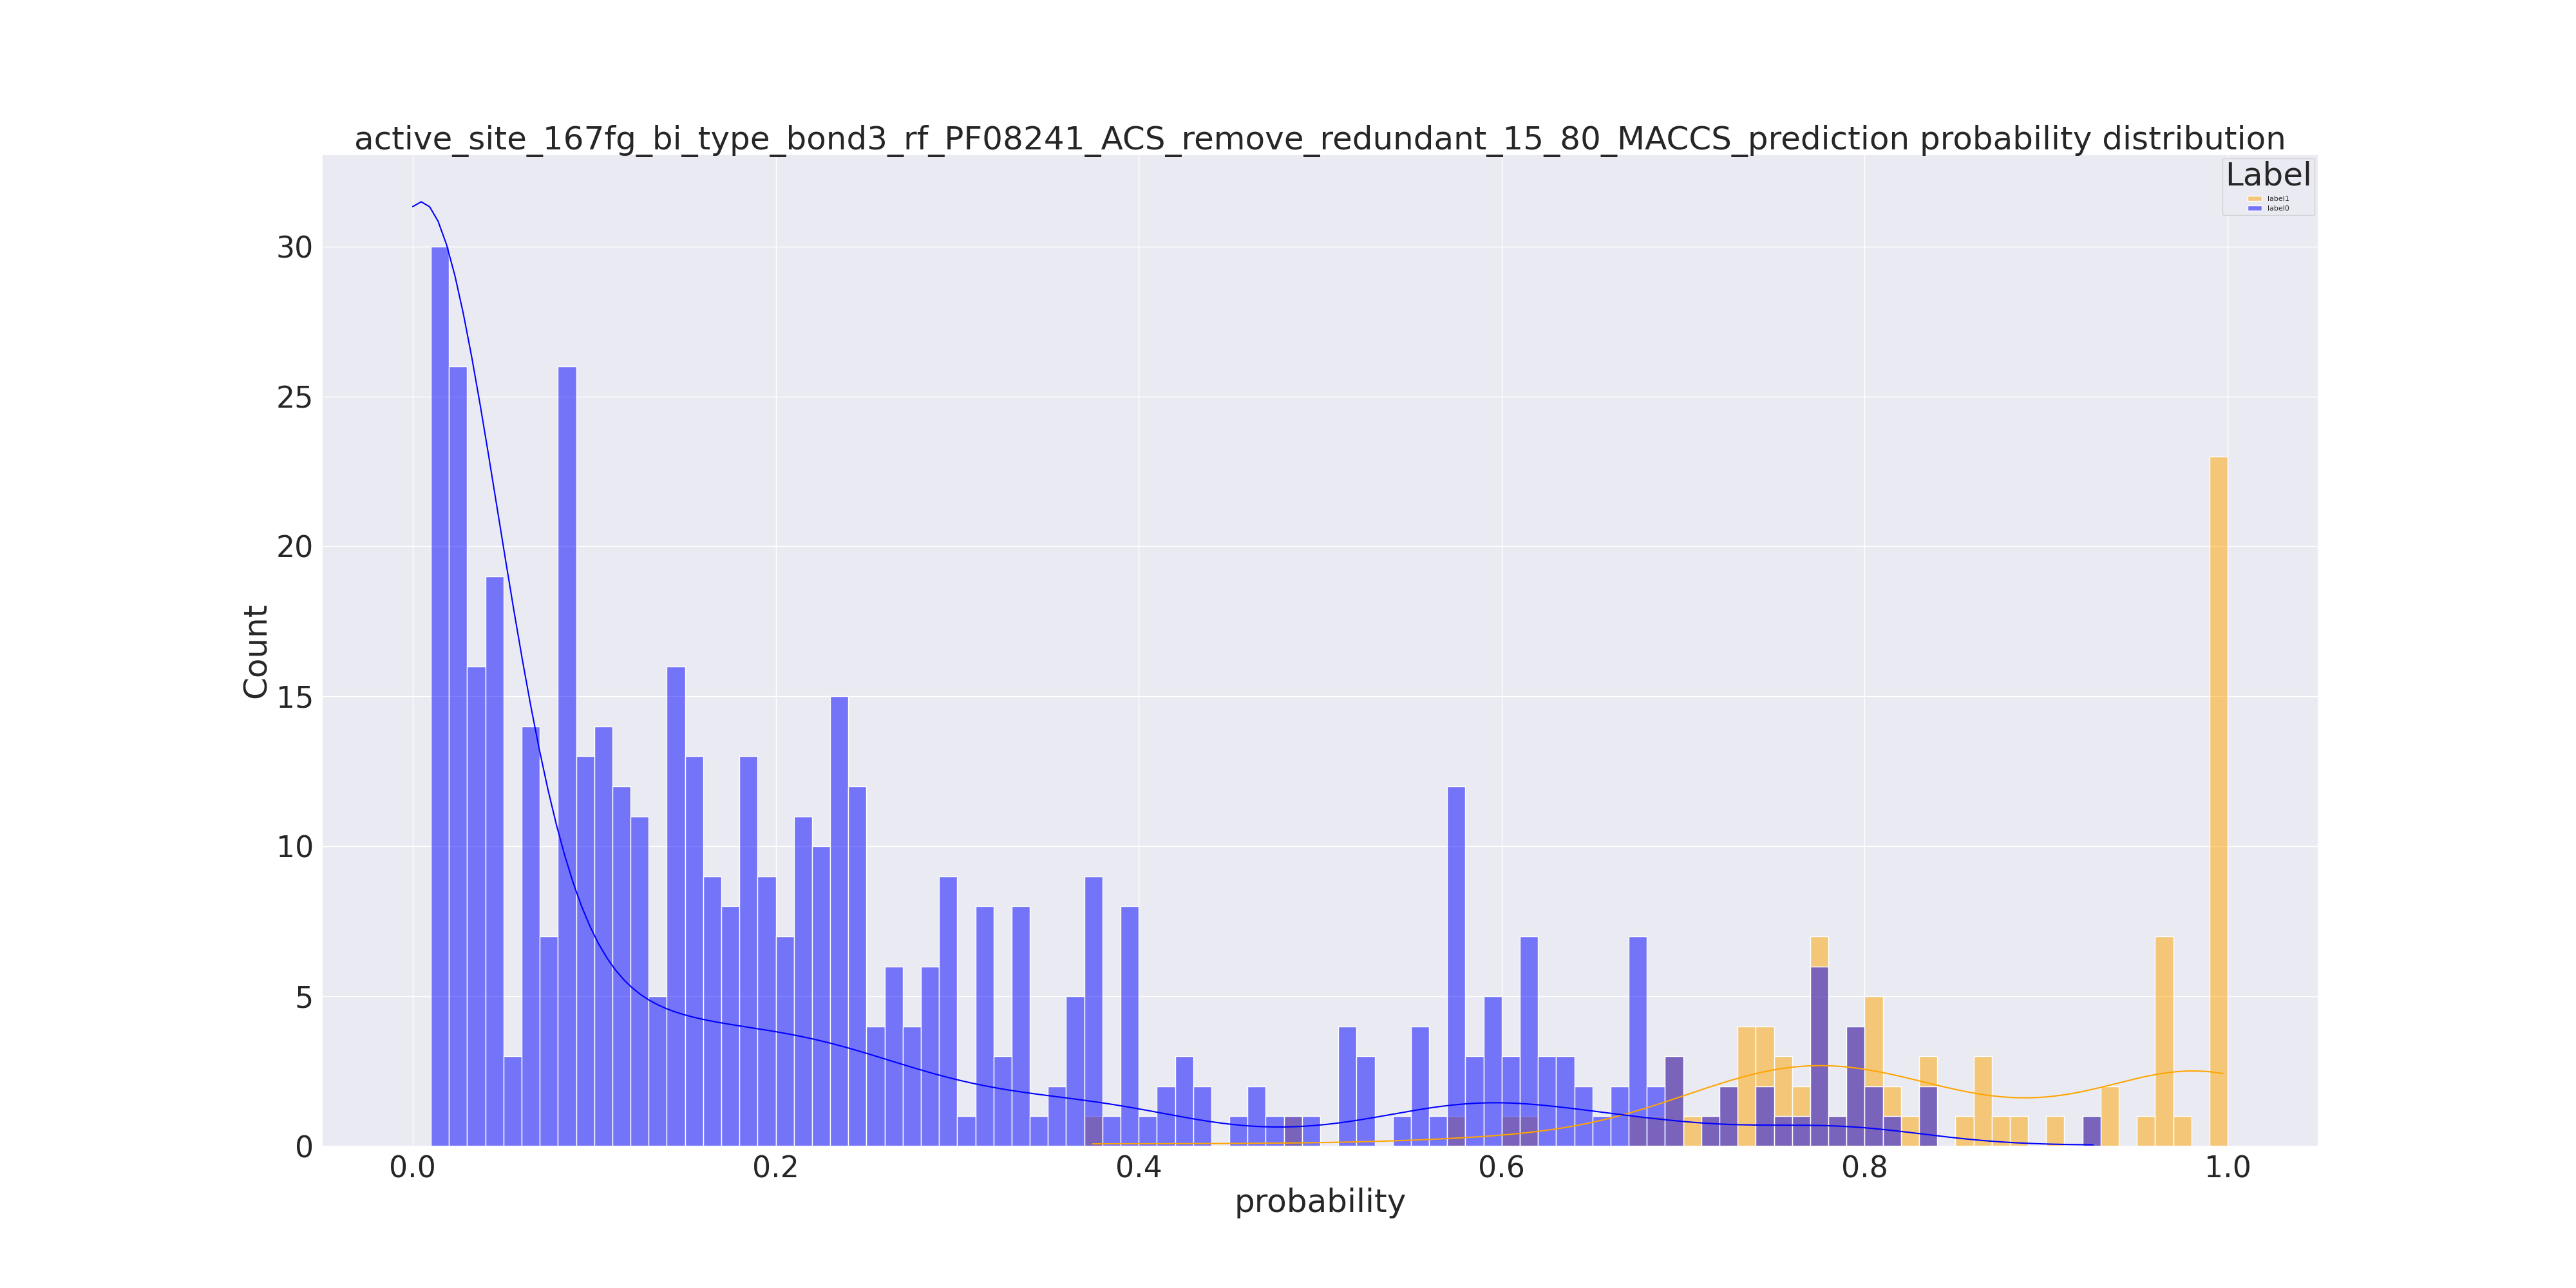 active_site_167fg_bi_type_bond3_rf_PF08241_ACS_remove_redundant_15_80_MACCS_prediction probability distribution
Label
label1
label0
30
25
20
15
10
5
0
Count
0.0 0.2 0.4 0.6 0.8 1.0
probability